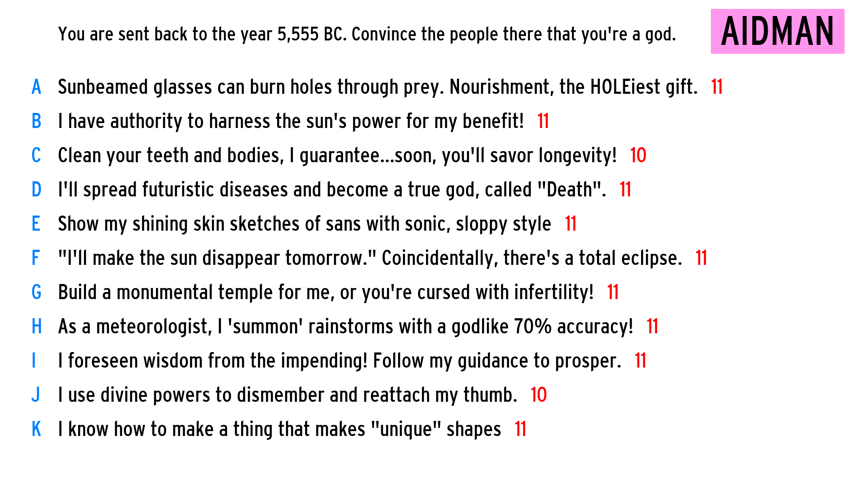 You are sent back to the year 5,555 BC. Convince the people there that you're a god.
AIDMAN
A Sunbeamed glasses can burn holes through prey. Nourishment, the HOLEiest gift. 11
B I have authority to harness the sun's power for my benefit! 11
C Clean your teeth and bodies, I guarantee...soon, you'll savor longevity! 10
D I'll spread futuristic diseases and become a true god, called "Death". 11
E Show my shining skin sketches of sans with sonic, sloppy style 11
F "I'll make the sun disappear tomorrow." Coincidentally, there's a total eclipse. 11
G Build a monumental temple for me, or you're cursed with infertility! 11
H As a meteorologist, I 'summon' rainstorms with a godlike 70% accuracy! 11
I I foreseen wisdom from the impending! Follow my guidance to prosper. 11
J I use divine powers to dismember and reattach my thumb. 10
K I know how to make a thing that makes "unique" shapes 11